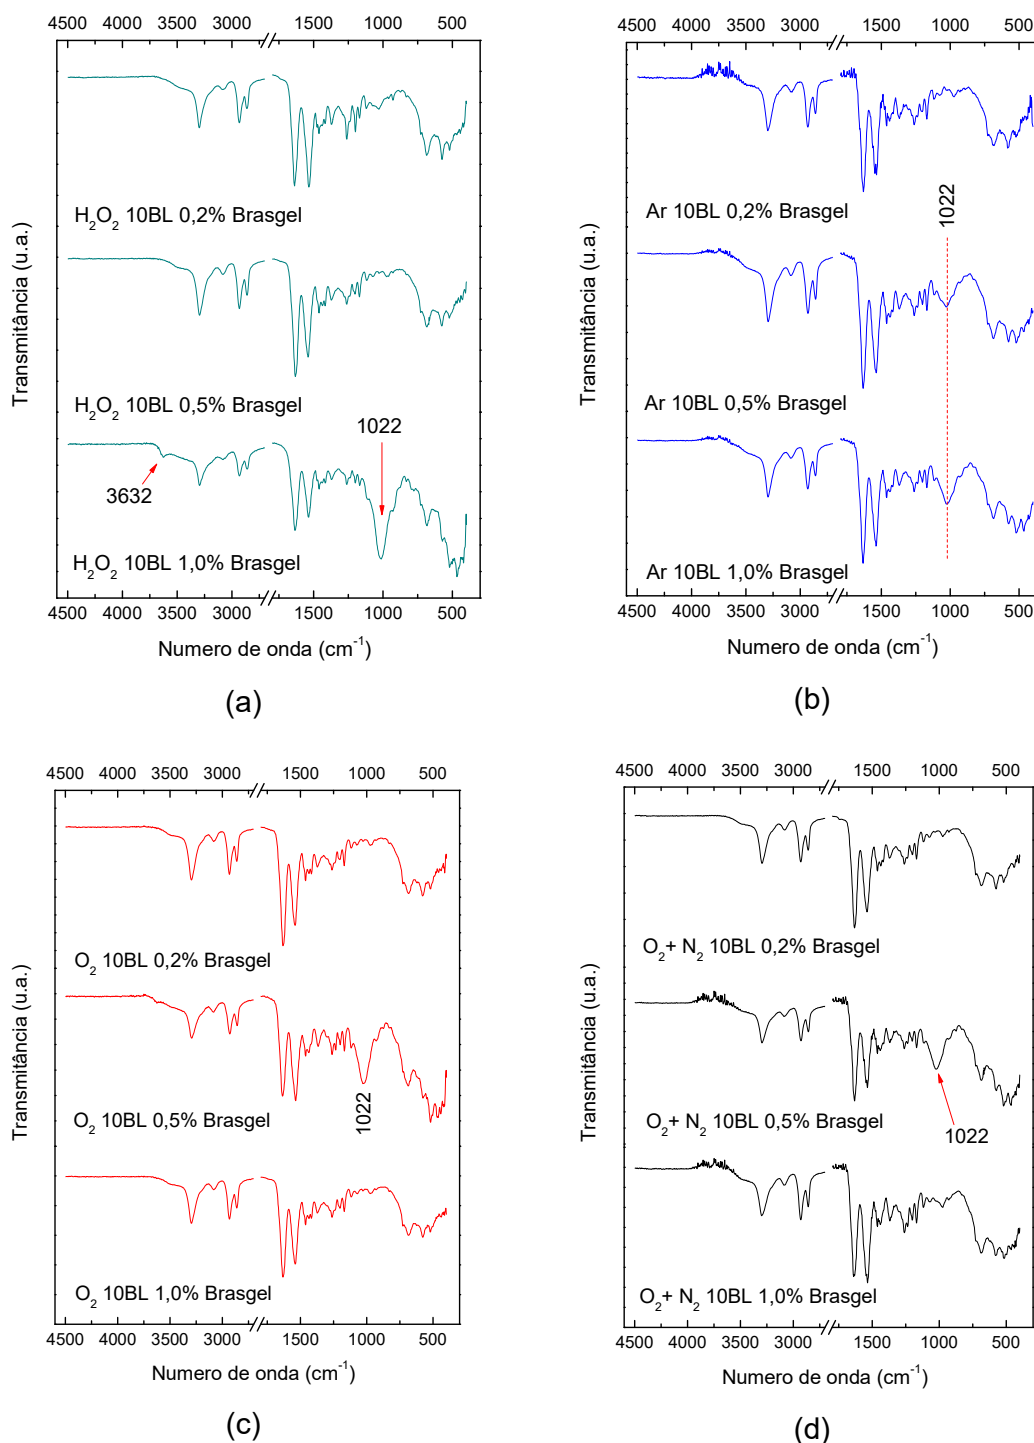 4500 4000 3500 3000 1500 1000 500
Transmitância (u.a.)
H₂O₂ 10BL 0,2% Brasgel
H₂O₂ 10BL 0,5% Brasgel
1022
3632
H₂O₂ 10BL 1,0% Brasgel
4500 4000 3500 3000 1500 1000 500
Numero de onda (cm⁻¹)
(a)
4500 4000 3500 3000 1500 1000 500
Transmitância (u.a.)
Ar 10BL 0,2% Brasgel
1022
Ar 10BL 0,5% Brasgel
Ar 10BL 1,0% Brasgel
4500 4000 3500 3000 1500 1000 500
Numero de onda (cm⁻¹)
(b)
4500 4000 3500 3000 1500 1000 500
Transmitância (u.a.)
O₂ 10BL 0,2% Brasgel
O₂ 10BL 0,5% Brasgel
1022
O₂ 10BL 1,0% Brasgel
4500 4000 3500 3000 1500 1000 500
Numero de onda (cm⁻¹)
(c)
4500 4000 3500 3000 1500 1000 500
Transmitância (u.a.)
O₂+ N₂ 10BL 0,2% Brasgel
O₂+ N₂ 10BL 0,5% Brasgel
1022
O₂+ N₂ 10BL 1,0% Brasgel
4500 4000 3500 3000 1500 1000 500
Numero de onda (cm⁻¹)
(d)